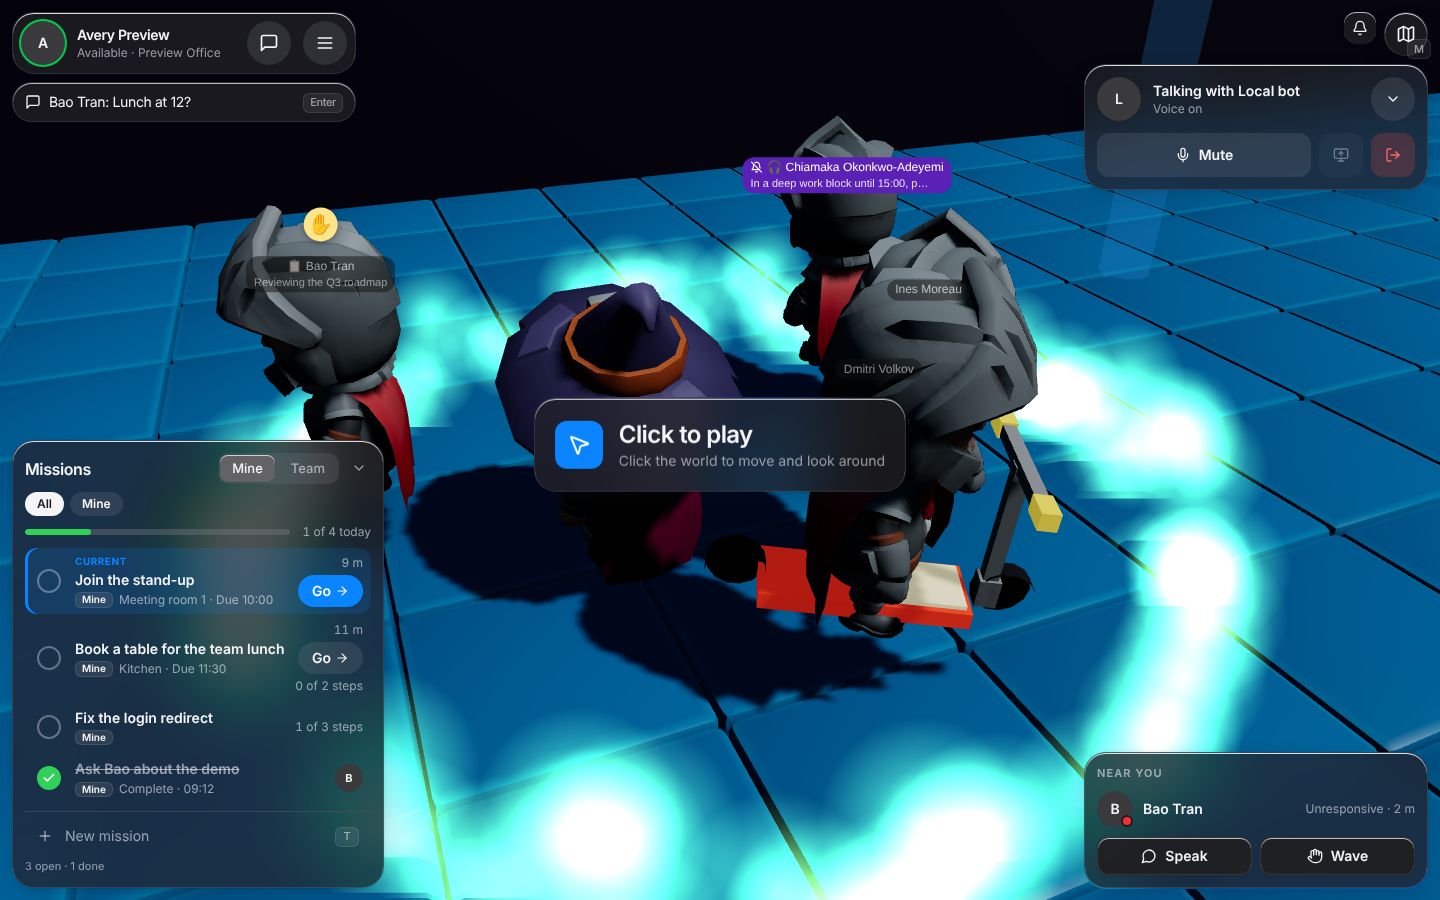 A
Avery Preview
Available · Preview Office
Bao Tran: Lunch at 12?
Enter
M
L
Talking with Local bot
Voice on
Mute
Chiamaka Okonkwo-Adeyemi
In a deep work block until 15:00, p...
Bao Tran
Reviewing the Q3 roadmap
Ines Moreau
Dmitri Volkov
Click to play
Click the world to move and look around
Missions
Mine
Team
All
Mine
1 of 4 today
CURRENT
9 m
Join the stand-up
Mine
Meeting room 1 · Due 10:00
Go
11 m
Book a table for the team lunch
Mine
Kitchen · Due 11:30
Go
0 of 2 steps
Fix the login redirect
Mine
1 of 3 steps
Ask Bao about the demo
Mine
Complete · 09:12
B
New mission
T
3 open · 1 done
NEAR YOU
B
Bao Tran
Unresponsive · 2 m
Speak
Wave